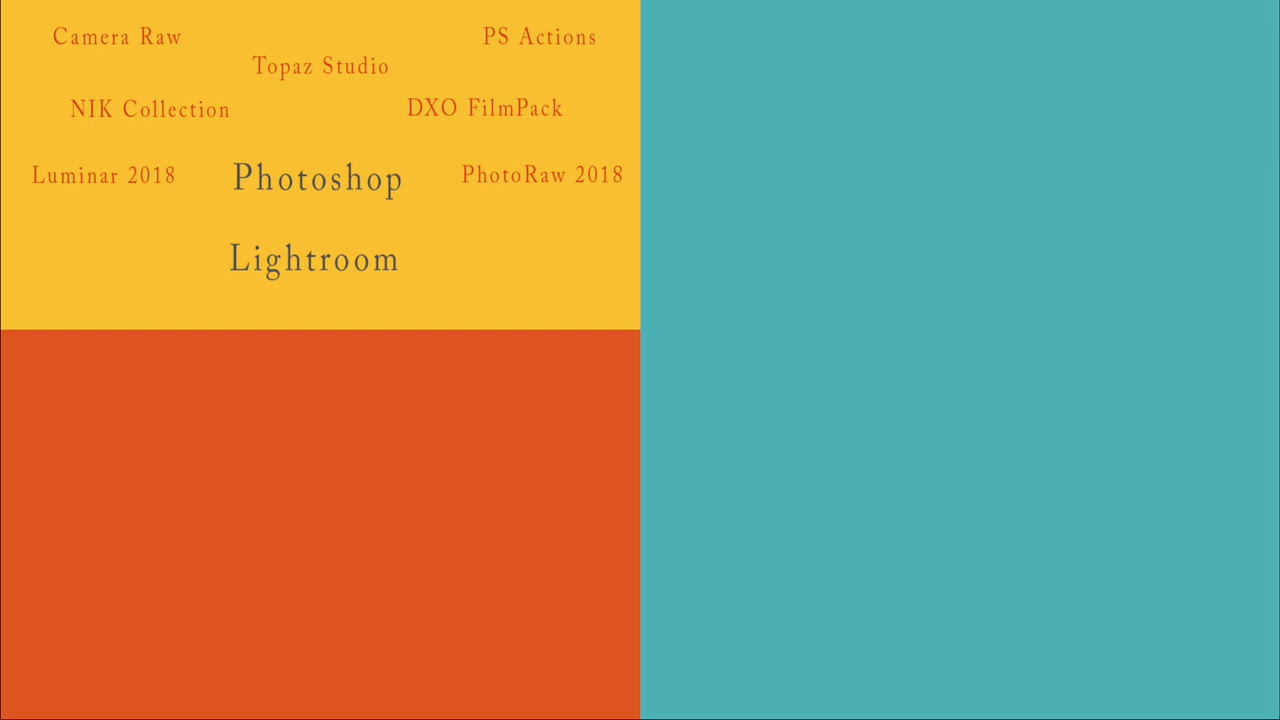 Camera Raw
PS Actions
Topaz Studio
NIK Collection
DXO FilmPack
Luminar 2018
Photoshop
PhotoRaw 2018
Lightroom